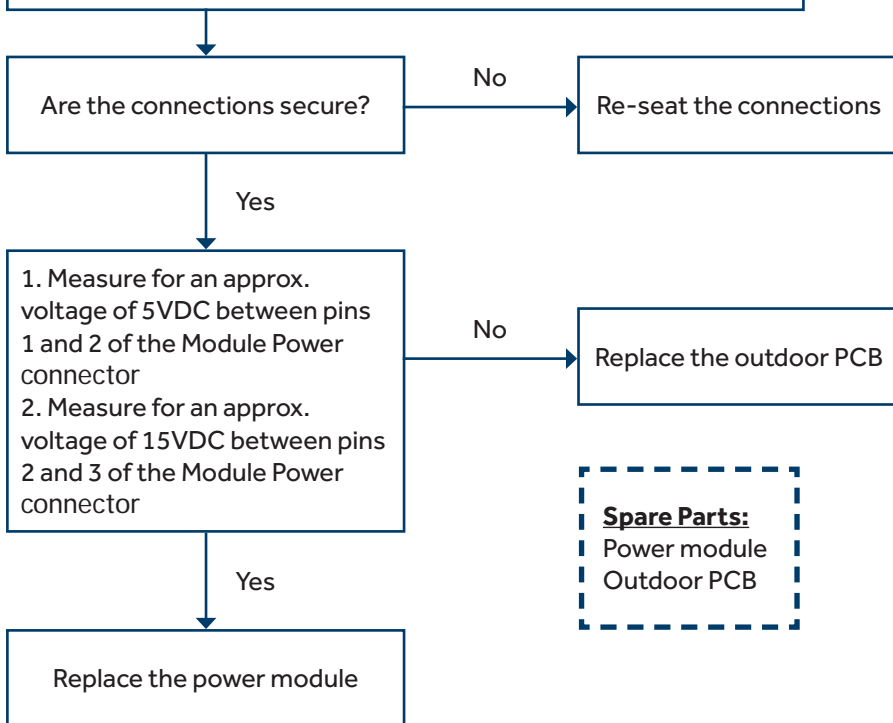 Are the connections secure?
No
Re-seat the connections
Yes
1. Measure for an approx.
voltage of 5VDC between pins
1 and 2 of the Module Power
connector
2. Measure for an approx.
voltage of 15VDC between pins
2 and 3 of the Module Power
connector
No
Replace the outdoor PCB
Spare Parts:
Power module
Outdoor PCB
Yes
Replace the power module